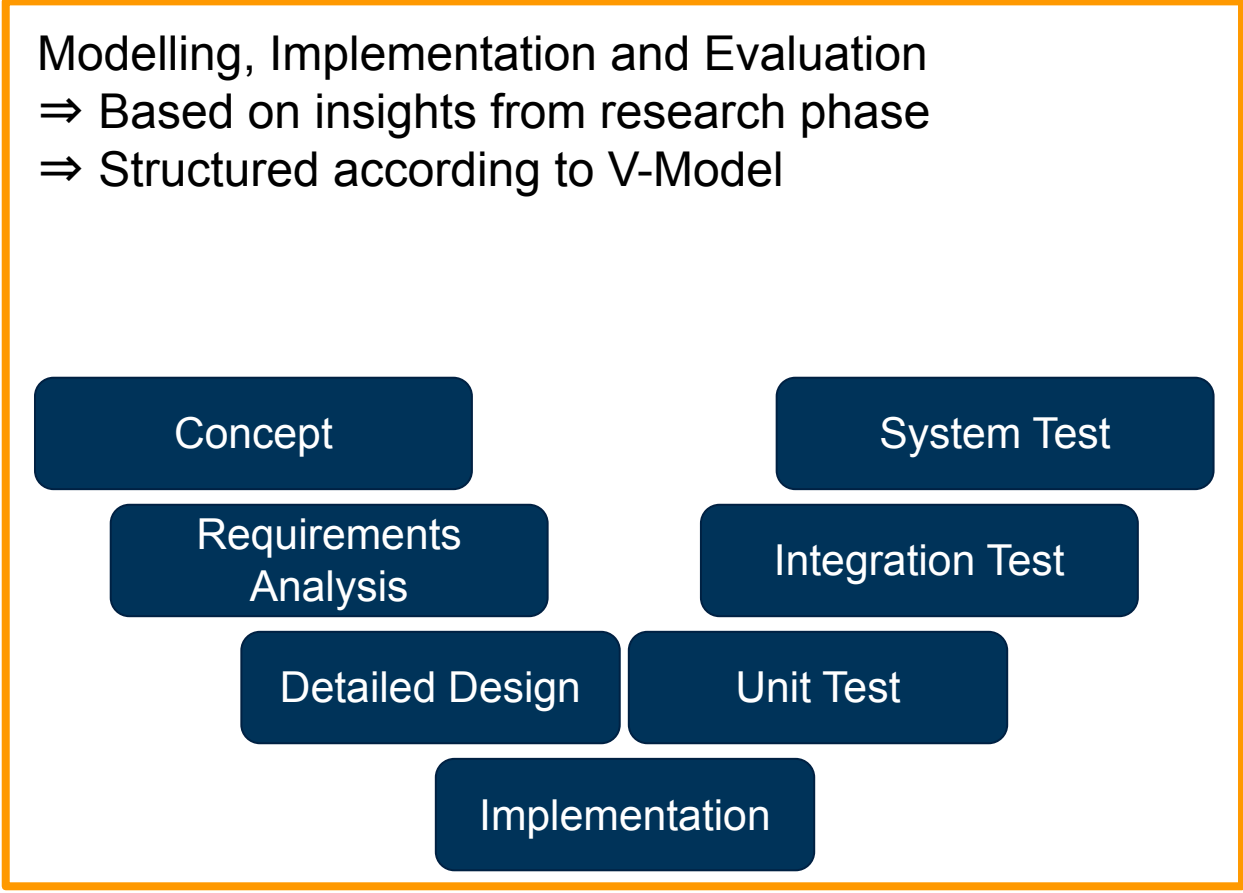 Modelling, Implementation and Evaluation
⇒ Based on insights from research phase
⇒ Structured according to V-Model
Concept
System Test
Requirements
Analysis
Integration Test
Detailed Design
Unit Test
Implementation